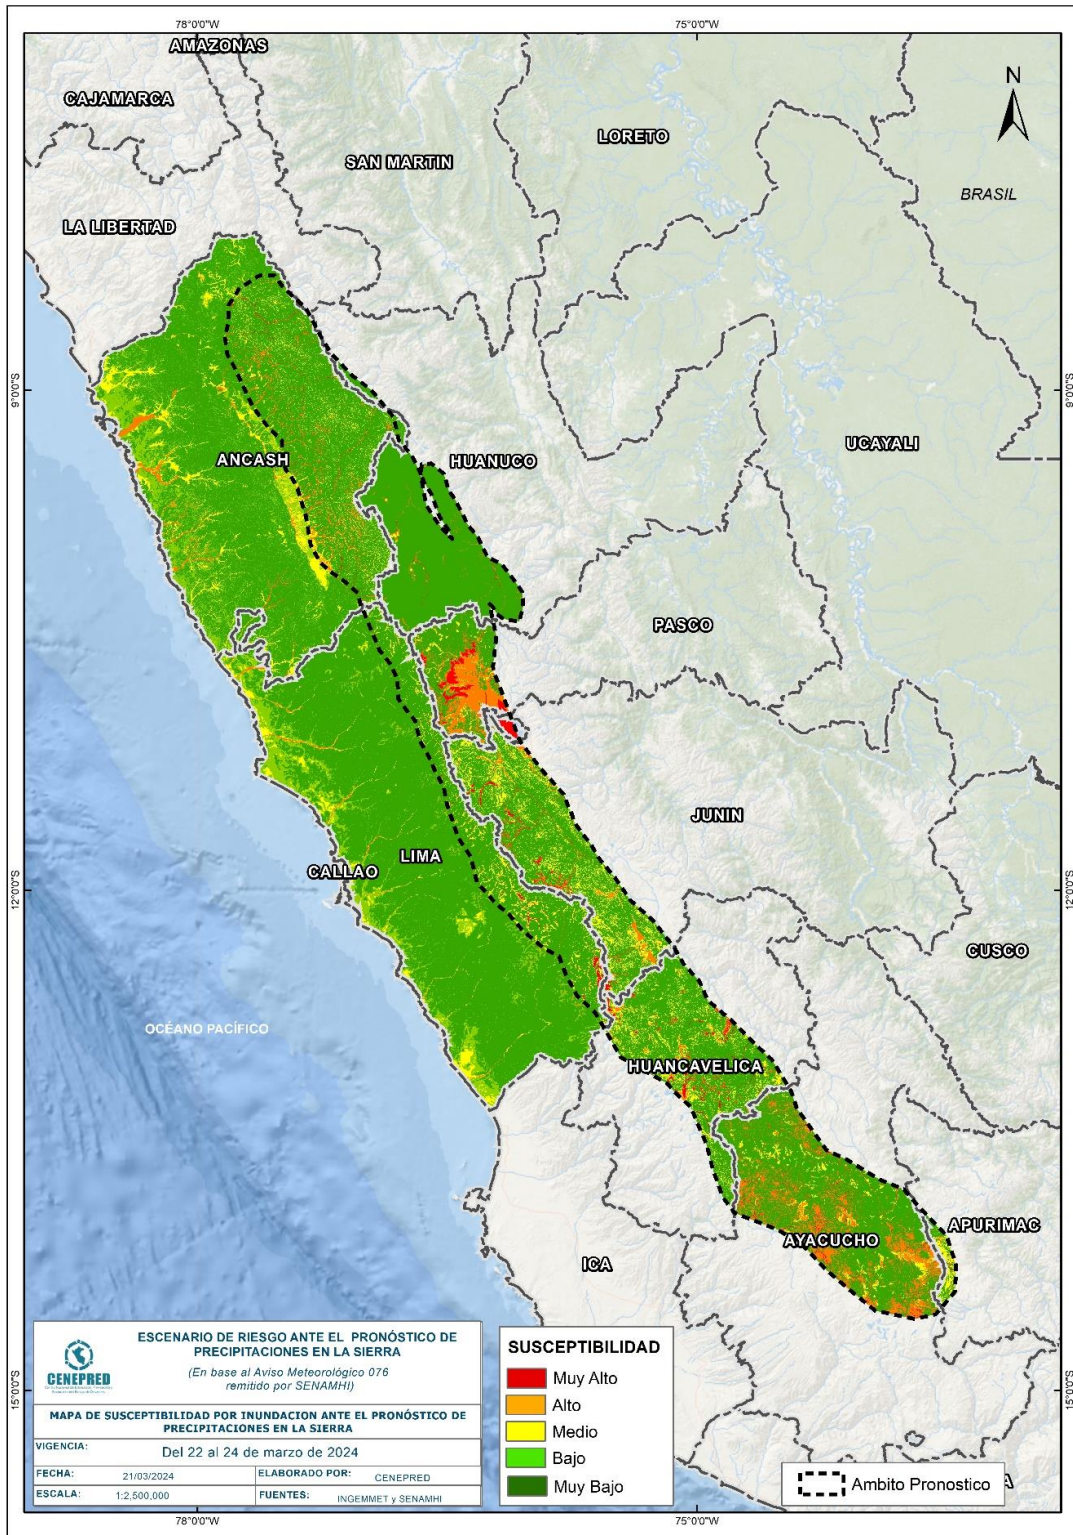 78°0'0"W
75°0'0"W
AMAZONAS
CAJAMARCA
N
LORETO
SAN MARTIN
BRASIL
LA LIBERTAD
9°0'0"S
9°0'0"S
UCAYALI
ANCASH
HUANUCO
PASCO
JUNIN
LIMA
CALLAO
12°0'0"S
12°0'0"S
CUSCO
OCÉANO PACÍFICO
HUANCAVELICA
APURIMAC
AYACUCHO
ICA
ESCENARIO DE RIESGO ANTE EL PRONÓSTICO DE
PRECIPITACIONES EN LA SIERRA
(En base al Aviso Meteorológico 076
remitido por SENAMHI)
CENEPRED
MAPA DE SUSCEPTIBILIDAD POR INUNDACION ANTE EL PRONÓSTICO DE
PRECIPITACIONES EN LA SIERRA
VIGENCIA: Del 22 al 24 de marzo de 2024
FECHA: 21/03/2024 ELABORADO POR: CENEPRED
ESCALA: 1:2,500,000 FUENTES: INGEMMET y SENAMHI
SUSCEPTIBILIDAD
Muy Alto
Alto
Medio
Bajo
Muy Bajo
15°0'0"S
15°0'0"S
Ambito Pronostico
A
78°0'0"W
75°0'0"W